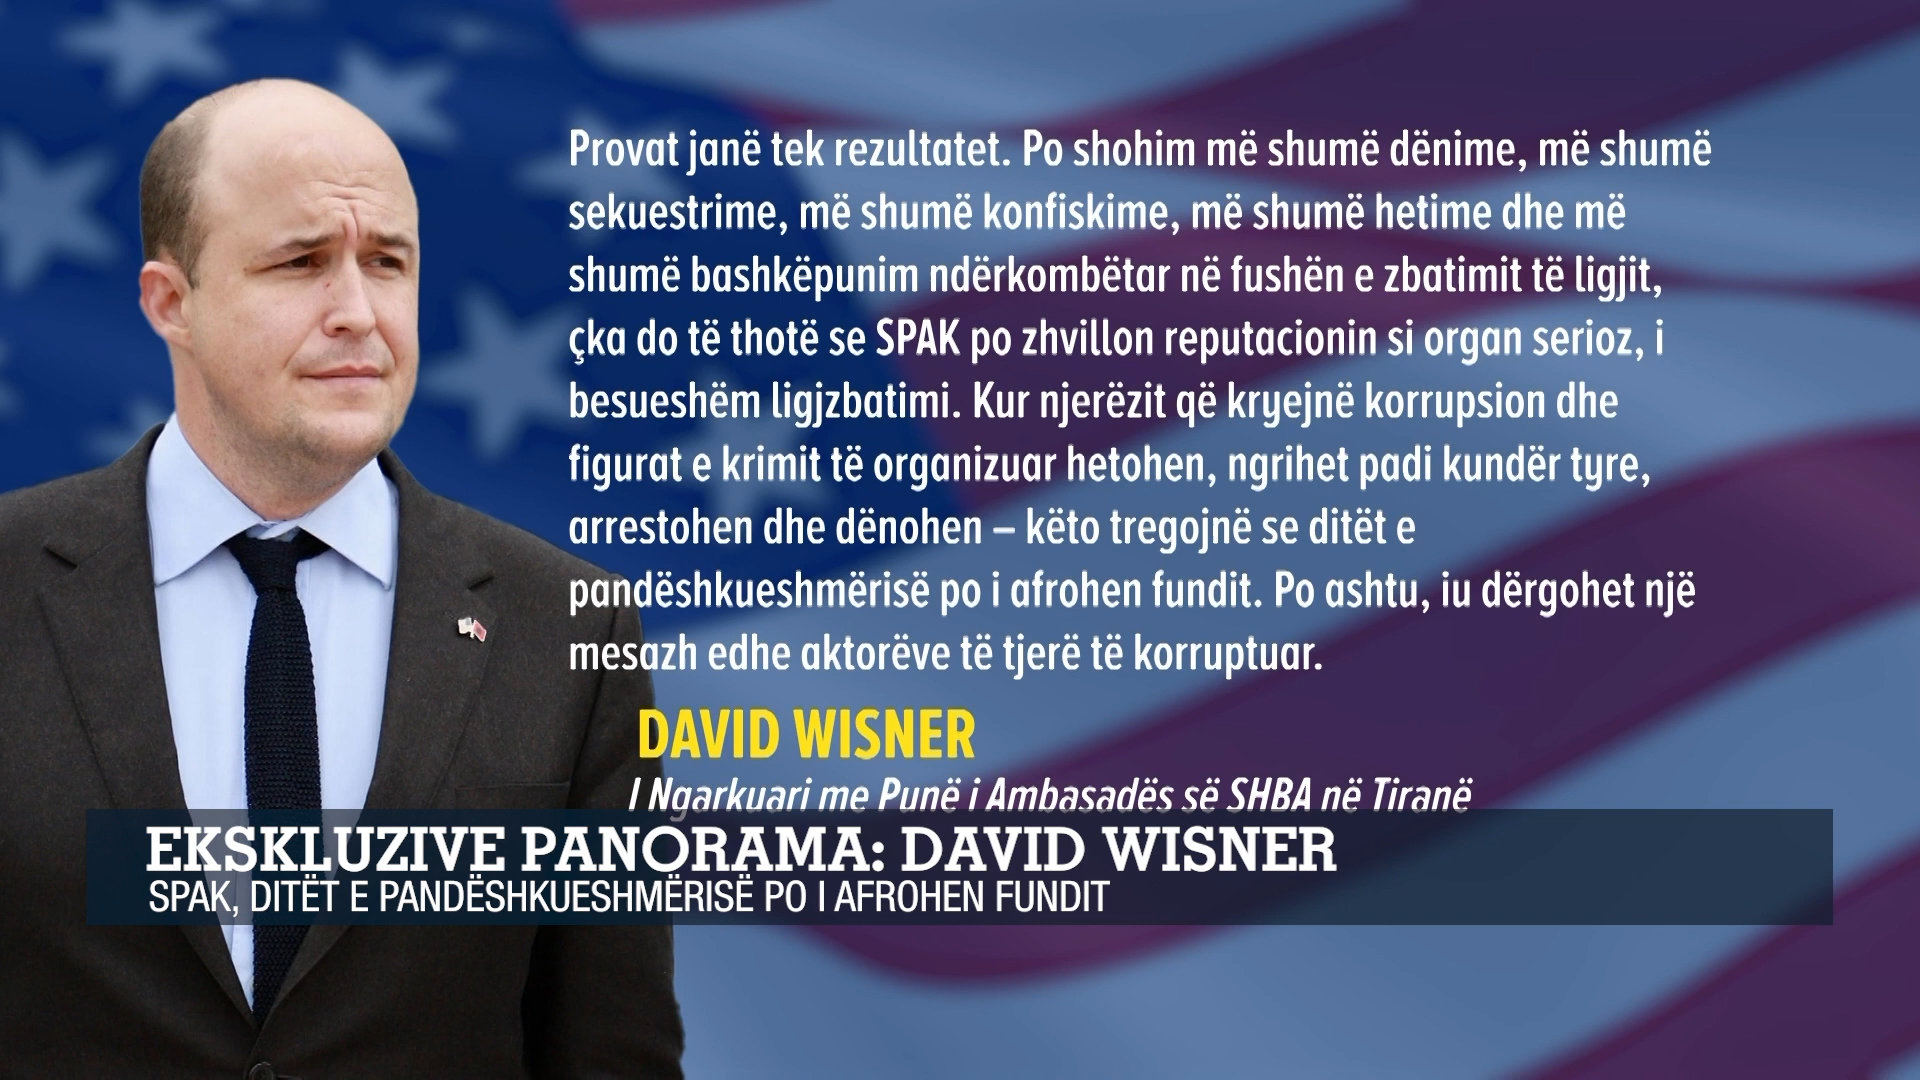 Provat janë tek rezultatet. Po shohim më shumë dënime, më shumë
sekuestrime, më shumë konfiskime, më shumë hetime dhe më
shumë bashkëpunim ndërkombëtar në fushën e zbatimit të ligjit,
çka do të thotë se SPAK po zhvillon reputacionin si organ serioz, i
besueshëm ligjzbatimi. Kur njerëzit që kryejnë korrupsion dhe
figurat e krimit të organizuar hetohen, ngrihet padi kundër tyre,
arrestohen dhe dënohen – këto tregojnë se ditët e
pandëshkueshmërisë po i afrohen fundit. Po ashtu, iu dërgohet një
mesazh edhe aktorëve të tjerë të korruptuar.
DAVID WISNER
I Ngarkuari me Punë i Ambasadës së SHBA në Tiranë
EKSKLUZIVE PANORAMA: DAVID WISNER
SPAK, DITËT E PANDËSHKUESHMËRISË PO I AFROHEN FUNDIT